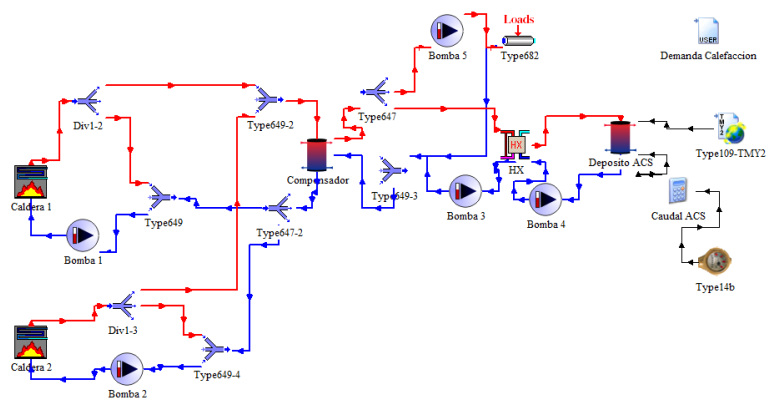 Loads
USER
Bomba 5
Type682
Demanda Calefaccion
Div1-2
Type649-2
Type647
TMY2
HX
Type109-TMY2
Compensador
HX
Deposito ACS
Caldera 1
Type649-3
Type649
Bomba 3
Bomba 4
Caudal ACS
Bomba 1
Type647-2
Type14b
Div1-3
Caldera 2
Type649-4
Bomba 2